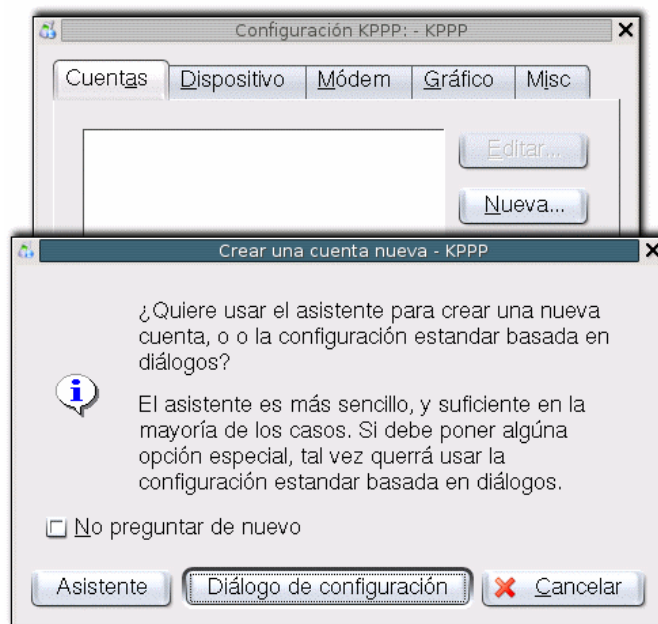 Configuración KPPP: - KPPP
Cuentas Dispositivo Módem Gráfico Misc
Editar...
Nueva...
Crear una cuenta nueva - KPPP
¿Quiere usar el asistente para crear una nueva
cuenta, o o la configuración estandar basada en
diálogos?
El asistente es más sencillo, y suficiente en la
mayoría de los casos. Si debe poner algúna
opción especial, tal vez querrá usar la
configuración estandar basada en diálogos.
No preguntar de nuevo
Asistente Diálogo de configuración Cancelar